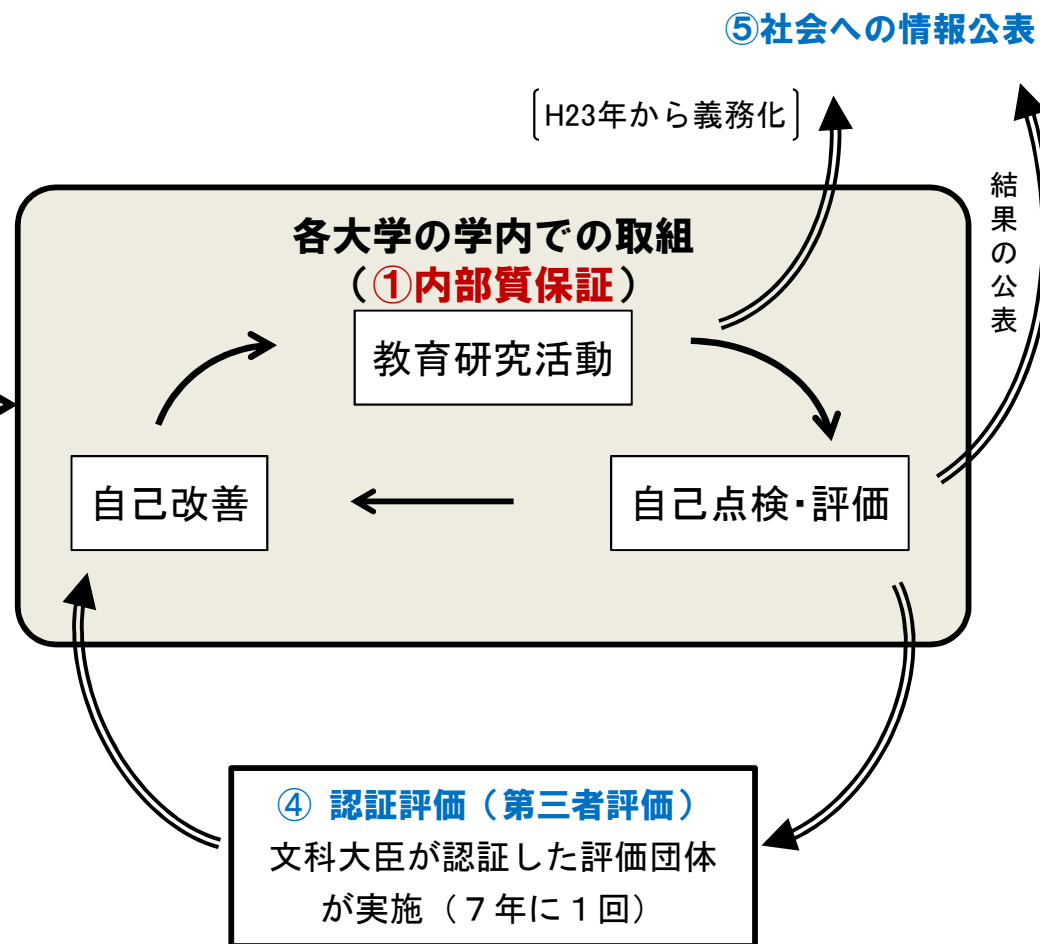 ⑤社会への情報公表
〔H23年から義務化〕
結果の公表
各大学の学内での取組
（①内部質保証）
教育研究活動
自己改善
自己点検・評価
④ 認証評価（第三者評価）
文科大臣が認証した評価団体
が実施（７年に１回）